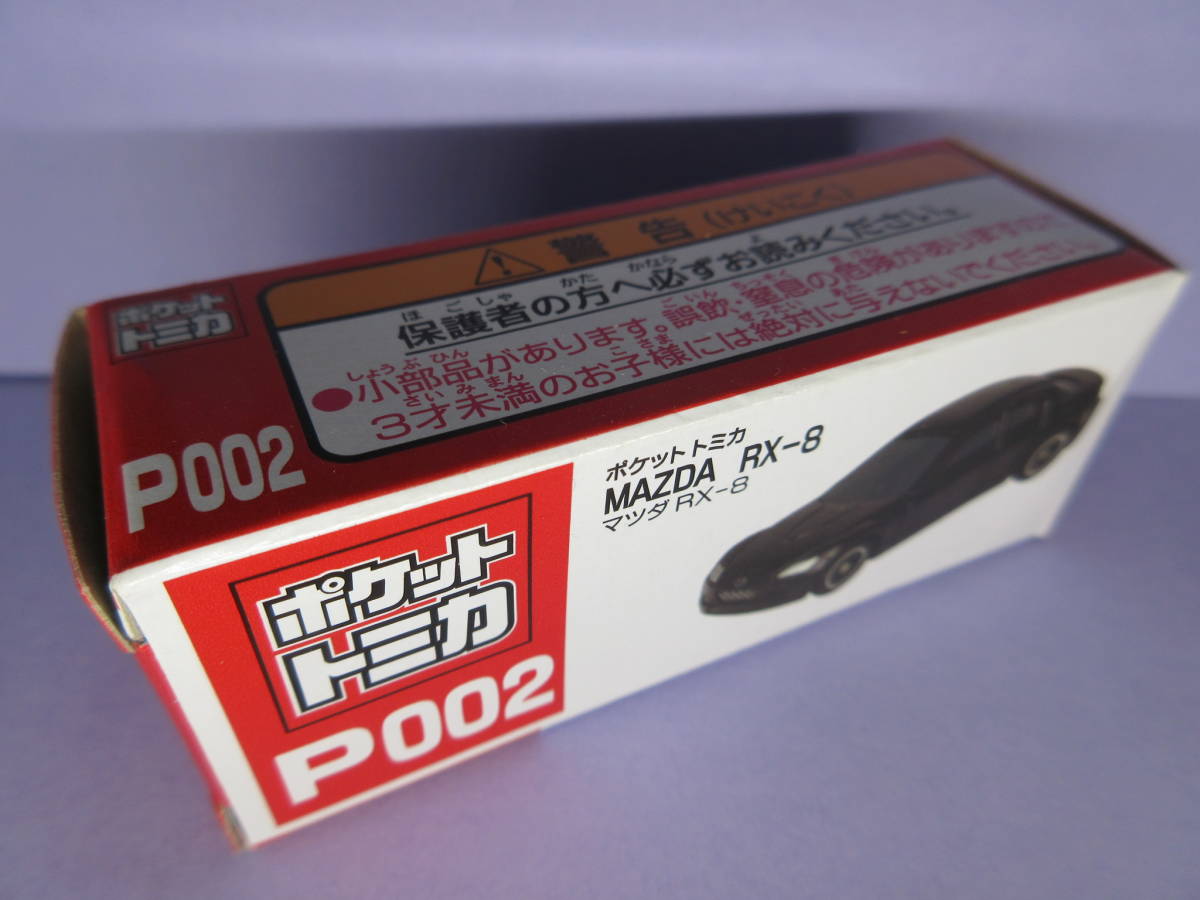 ポケット
トミカ
P002
警告 (けいこく)
ほごしゃ かた かなら よ
保護者の方へ必ずお読みください。
しょうぶひん ごいん ちっそく きけん
●小部品があります。誤飲・窒息の危険がありますので
さいみまん こさま ぜったい あた
3才未満のお子様には絶対に与えないでください。
ポケットトミカ
MAZDA RX-8
マツダ RX-8
ポケット
トミカ
P002